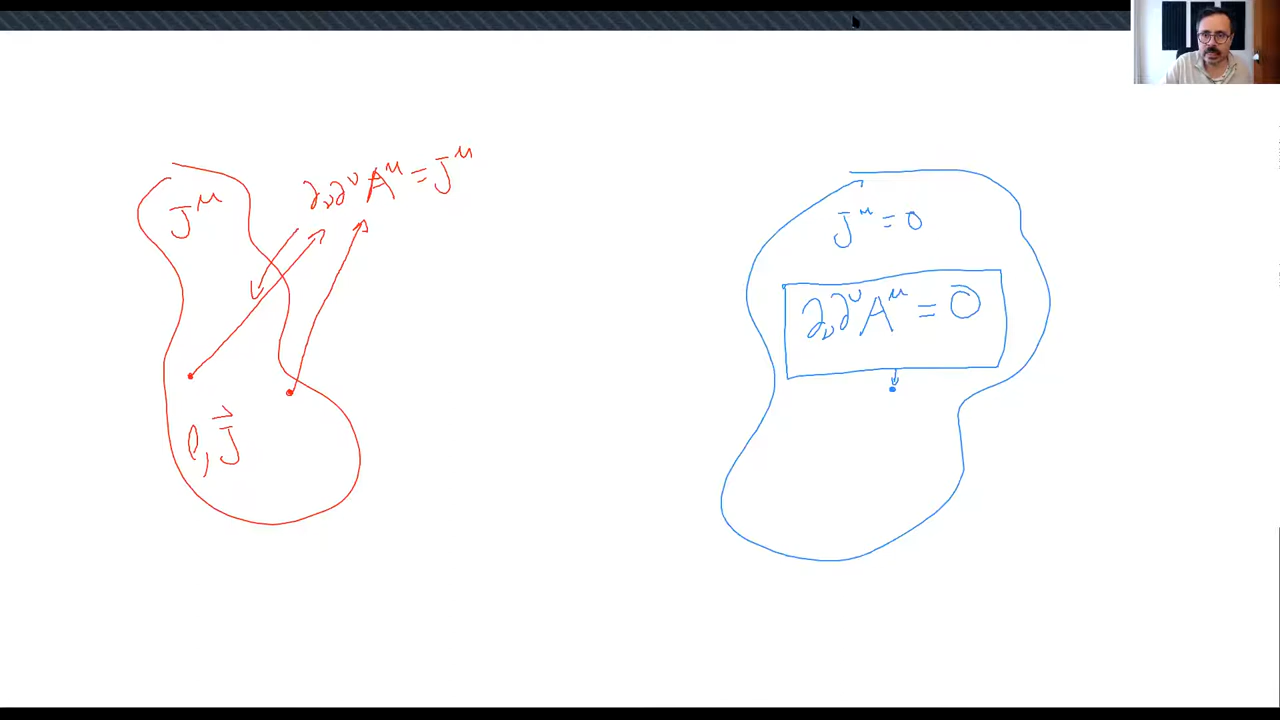 J^μ
∂_ν∂^ν A^μ = J^μ
ρ, J⃗
J^μ = 0
∂_ν∂^ν A^μ = 0